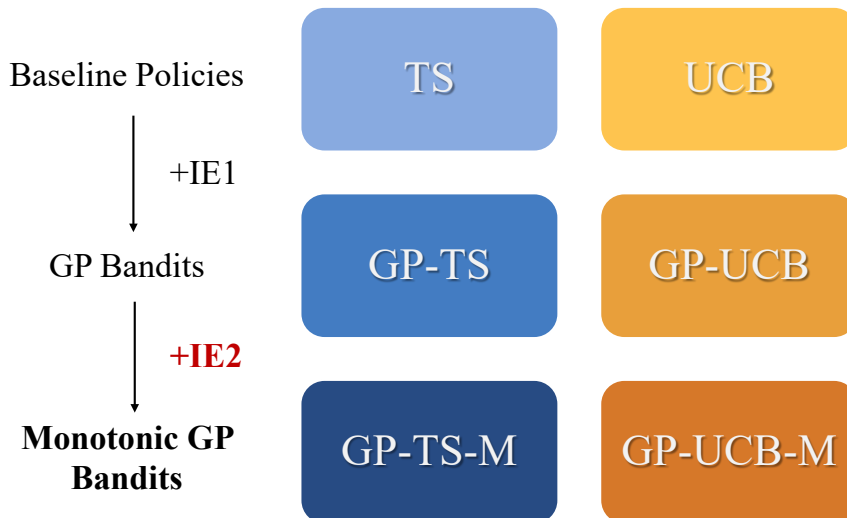 Baseline Policies
TS
UCB
+IE1
GP Bandits
GP-TS
GP-UCB
+IE2
Monotonic GP
Bandits
GP-TS-M
GP-UCB-M